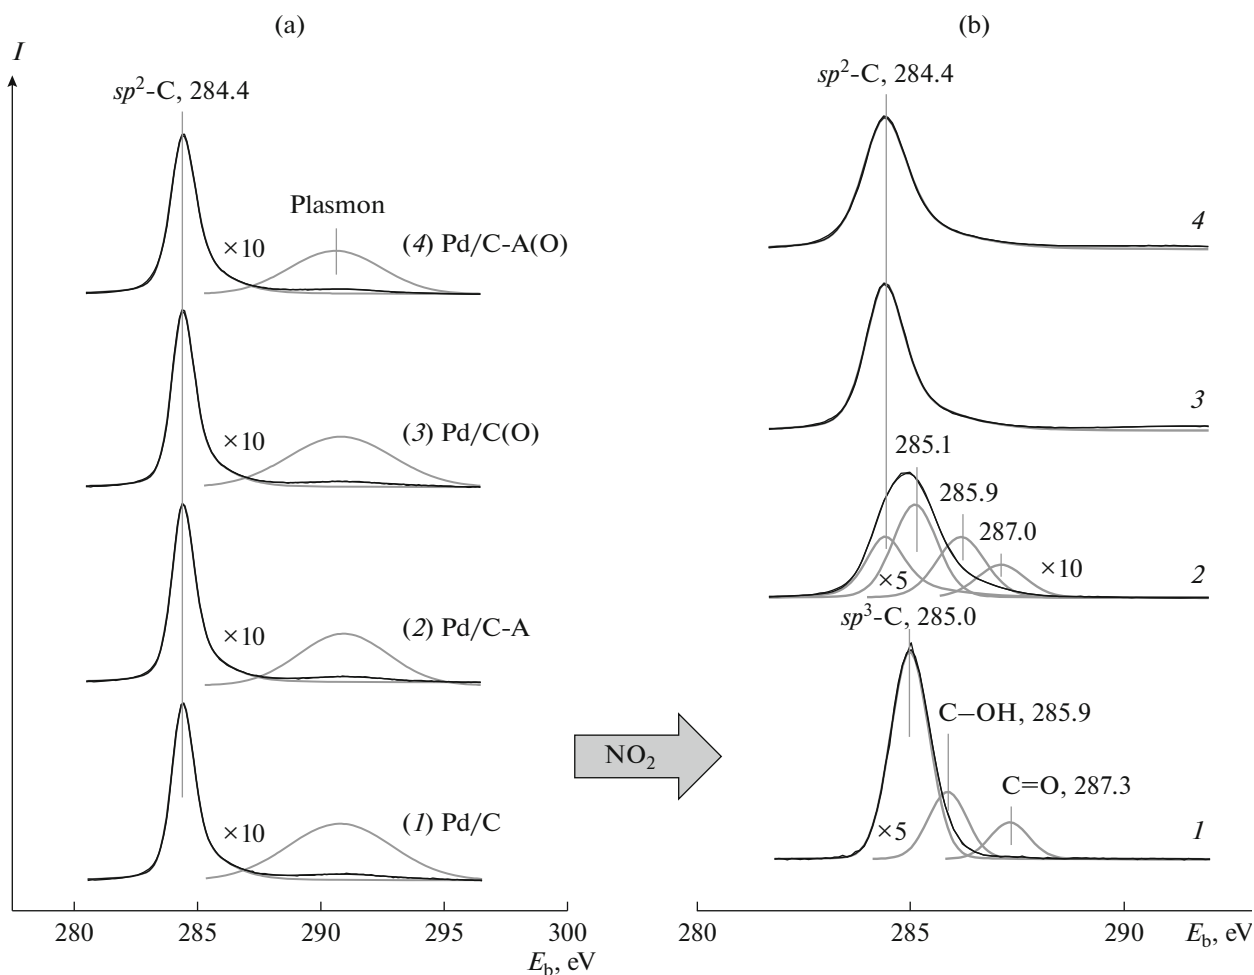 (a)
I
sp²-C, 284.4
Plasmon
×10
(4) Pd/C-A(O)
×10
(3) Pd/C(O)
×10
(2) Pd/C-A
×10
(1) Pd/C
280 285 290 295 300
E_b, eV
NO₂
(b)
sp²-C, 284.4
4
3
285.1
285.9
287.0
×5
×10
2
sp³-C, 285.0
C–OH, 285.9
C=O, 287.3
×5
1
280 285 290 E_b, eV